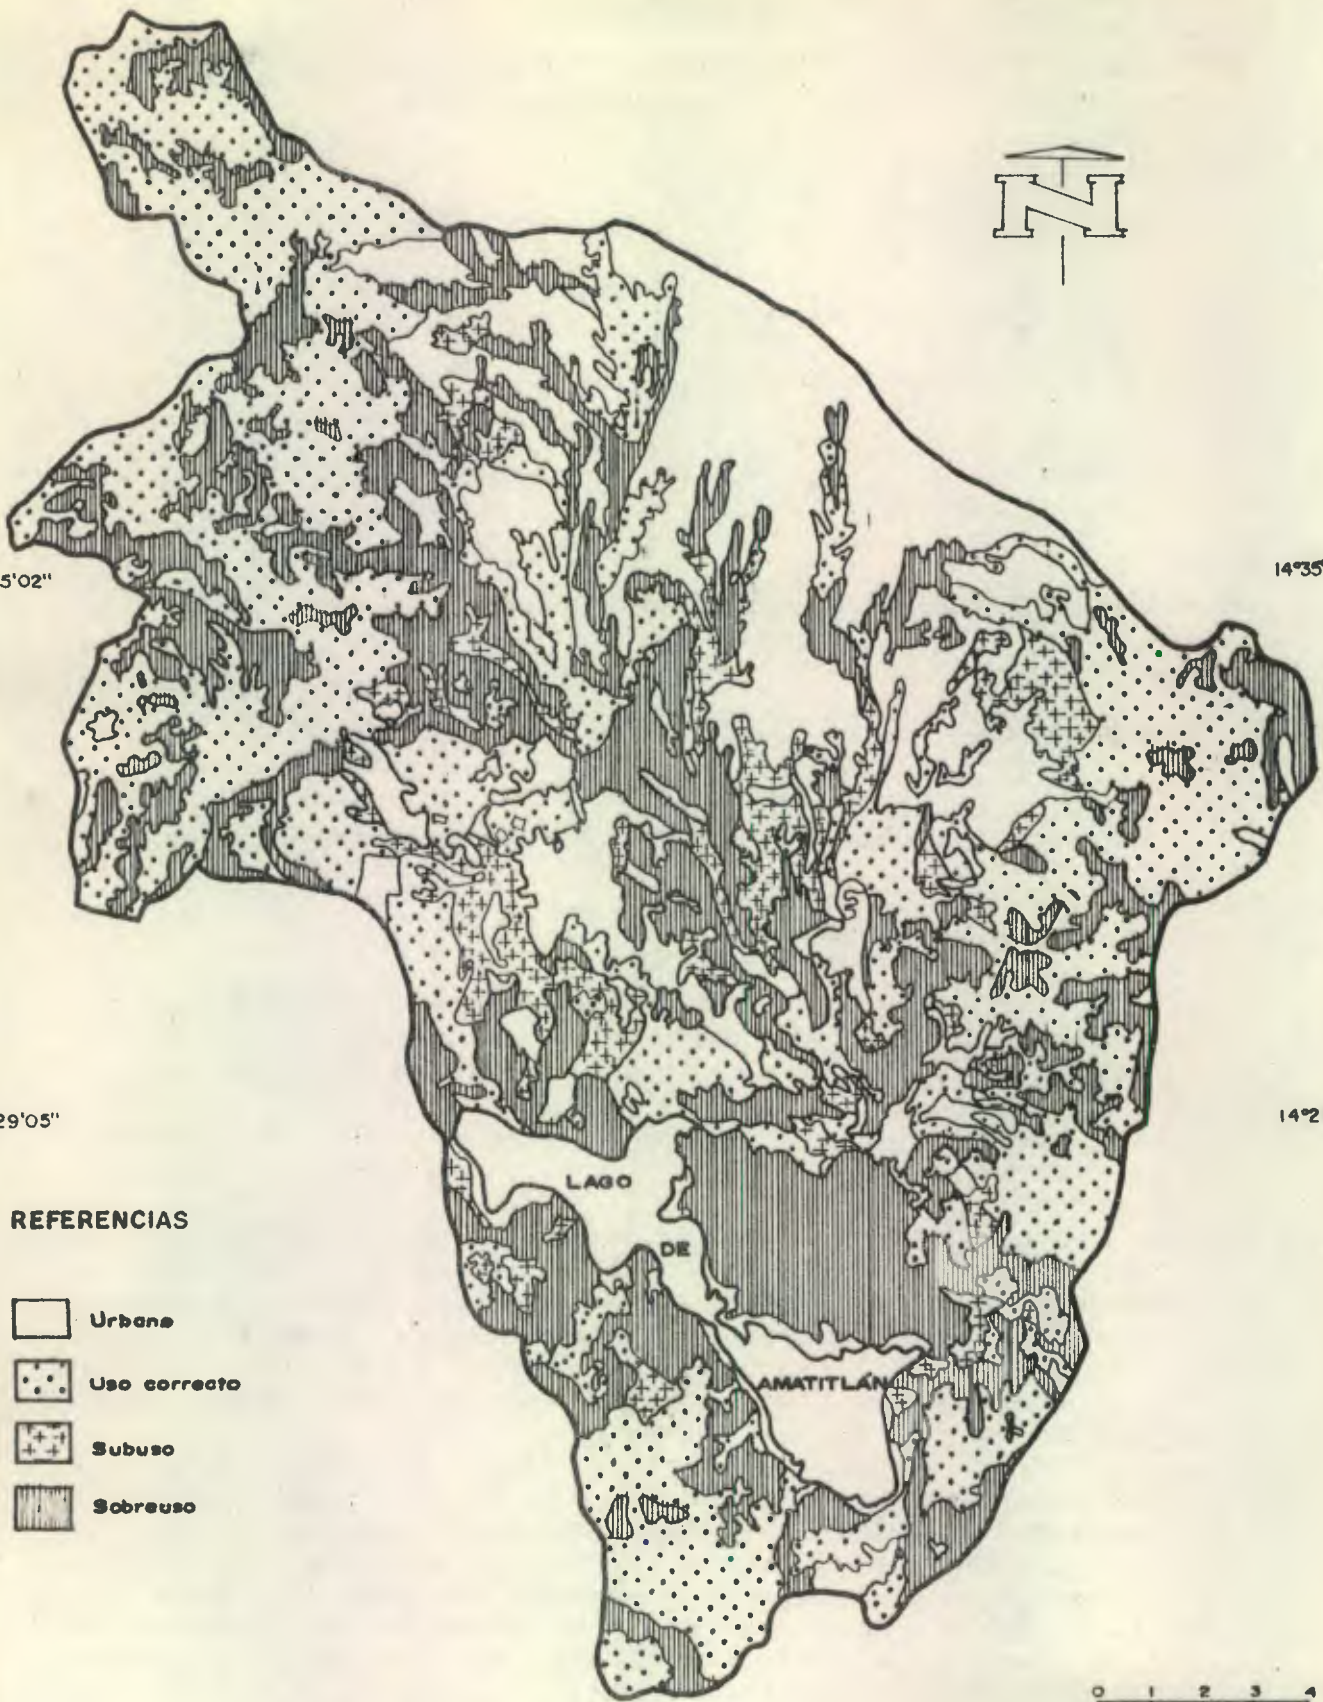 N
5'02"
14°35'
29'05"
14°2
LAGO
DE
AMATITLÁN
REFERENCIAS
Urbano
Uso correcto
Subuso
Sobreuso
0 1 2 3 4